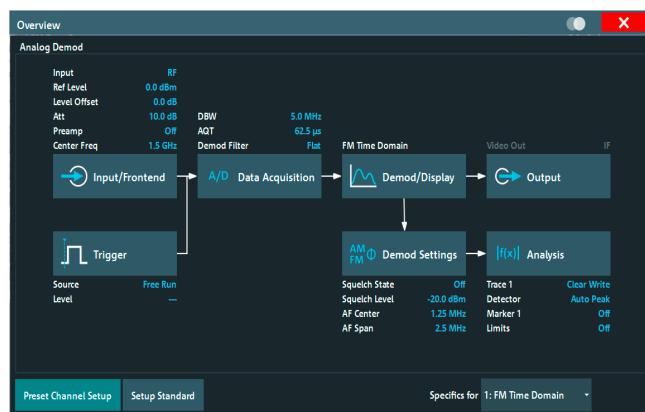 Overview
Analog Demod
Input RF
Ref Level 0.0 dBm
Level Offset 0.0 dB
Att 10.0 dB
Preamp Off
Center Freq 1.5 GHz
DBW 5.0 MHz
AQT 62.5 µs
Demod Filter Flat
FM Time Domain
Video Out IF
Input/Frontend
A/D Data Acquisition
Demod/Display
Output
Trigger
AM FM Φ Demod Settings
|f(x)| Analysis
Source Free Run
Level ---
Squelch State Off
Squelch Level -20.0 dBm
AF Center 1.25 MHz
AF Span 2.5 MHz
Trace 1 Clear Write
Detector Auto Peak
Marker 1 Off
Limits Off
Preset Channel Setup
Setup Standard
Specifics for 1: FM Time Domain